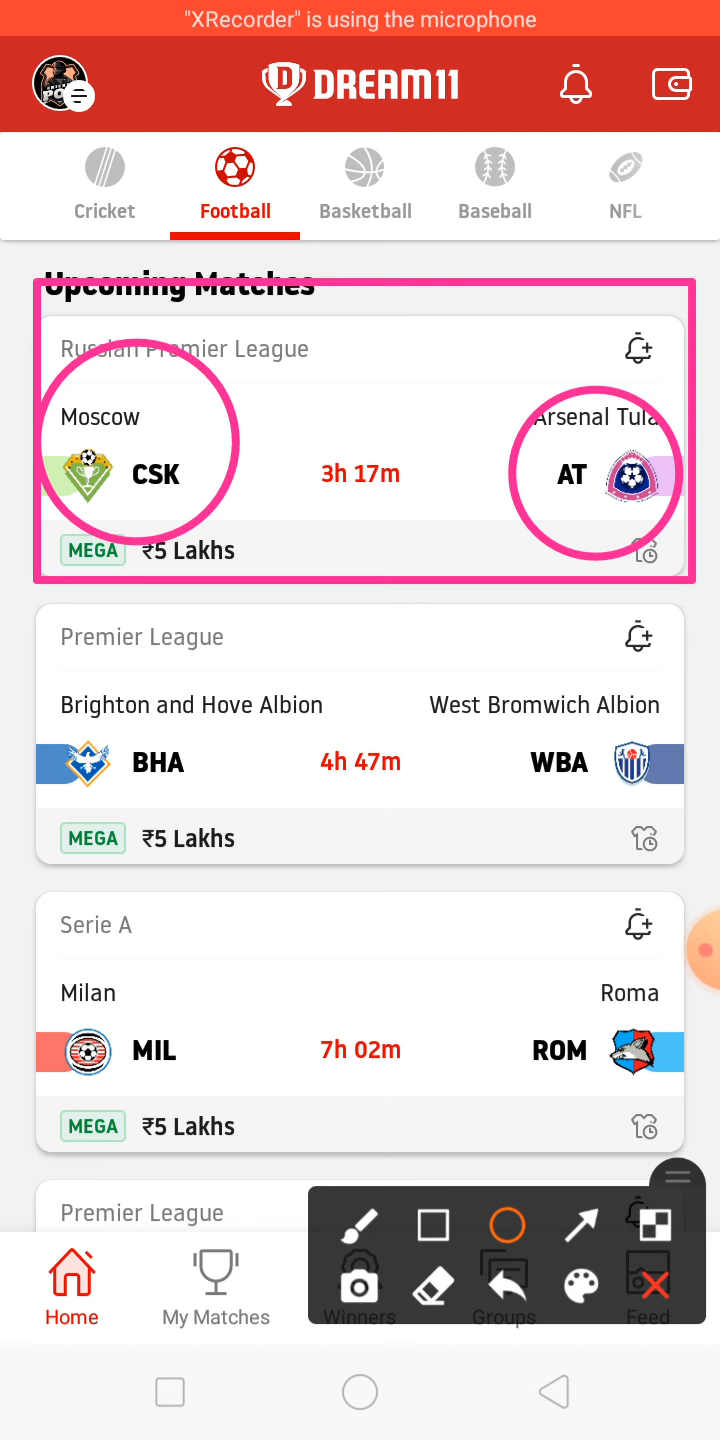 "XRecorder" is using the microphone
DREAM11
Cricket
Football
Basketball
Baseball
NFL
Upcoming Matches
Russian Premier League
Moscow
Arsenal Tula
CSK
3h 17m
AT
MEGA
₹5 Lakhs
Premier League
Brighton and Hove Albion
West Bromwich Albion
BHA
4h 47m
WBA
MEGA
₹5 Lakhs
Serie A
Milan
Roma
MIL
7h 02m
ROM
MEGA
₹5 Lakhs
Premier League
Home
My Matches
Winners
Groups
Feed